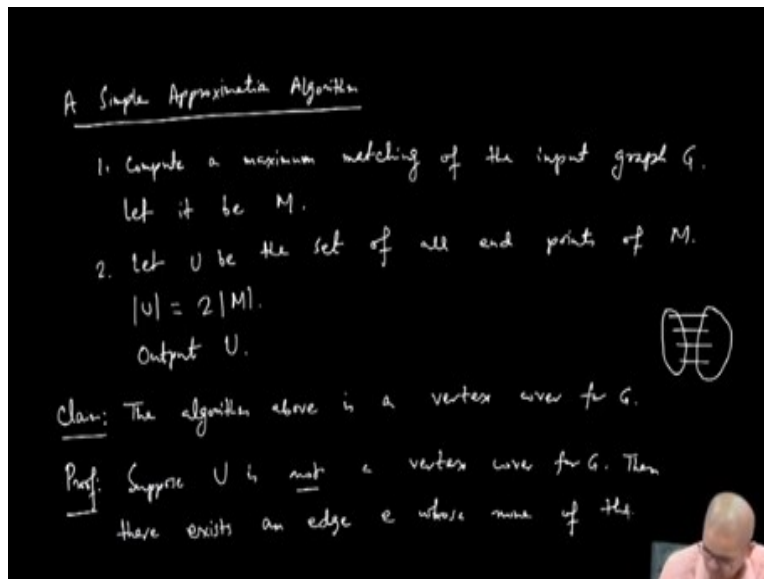 A Simple Approximation Algorithm
1. Compute a maximum matching of the input graph G.
Let it be M.
2. Let U be the set of all end points of M.
|U| = 2|M|.
Output U.
Claim: The algorithm above is a vertex cover for G.
Proof: Suppose U is not a vertex cover for G. Then
there exists an edge e whose none of the